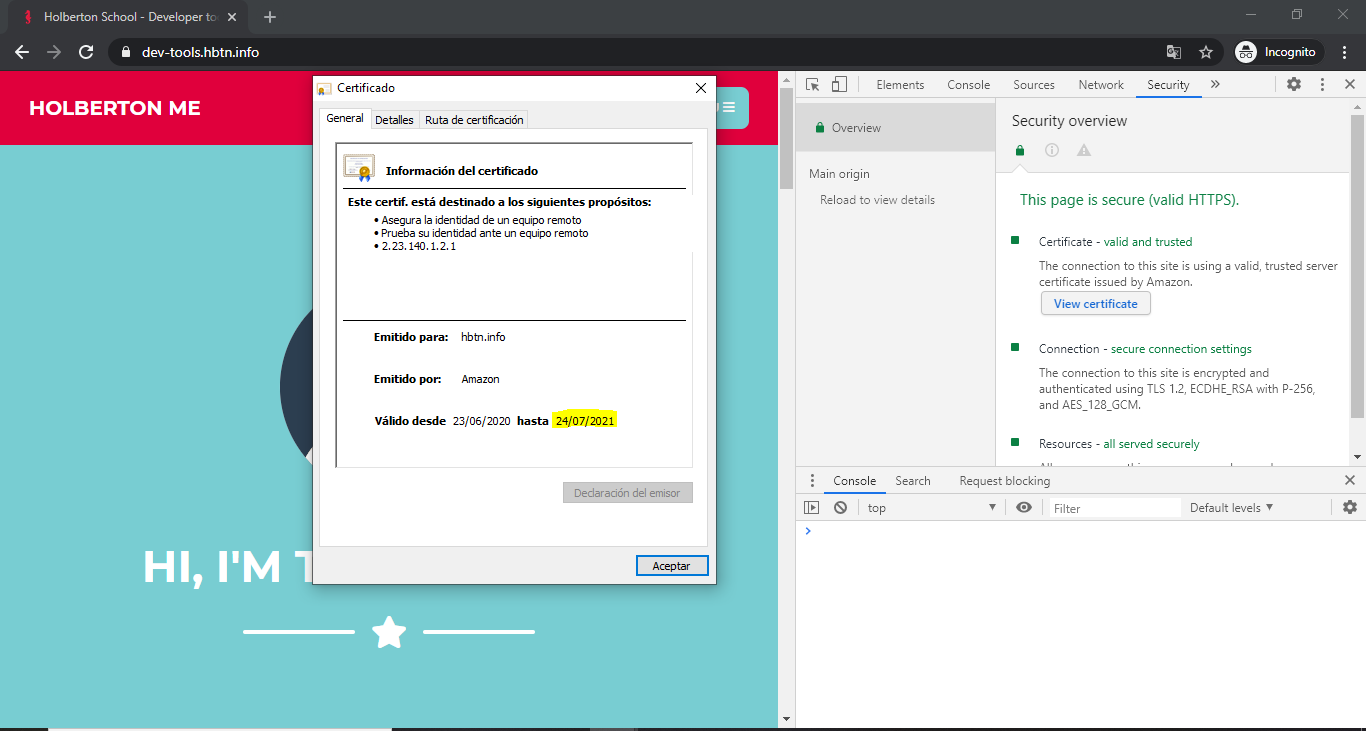 Holberton School - Developer to
dev-tools.hbtn.info
Incognito
HOLBERTON ME
HI, I'M T
Certificado
General
Detalles
Ruta de certificación
Información del certificado
Este certif. está destinado a los siguientes propósitos:
• Asegura la identidad de un equipo remoto
• Prueba su identidad ante un equipo remoto
• 2.23.140.1.2.1
Emitido para: hbtn.info
Emitido por: Amazon
Válido desde 23/06/2020 hasta 24/07/2021
Declaración del emisor
Aceptar
Elements
Console
Sources
Network
Security
»
Overview
Main origin
Reload to view details
Security overview
This page is secure (valid HTTPS).
Certificate - valid and trusted
The connection to this site is using a valid, trusted server
certificate issued by Amazon.
View certificate
Connection - secure connection settings
The connection to this site is encrypted and
authenticated using TLS 1.2, ECDHE_RSA with P-256,
and AES_128_GCM.
Resources - all served securely
Console
Search
Request blocking
top
Filter
Default levels